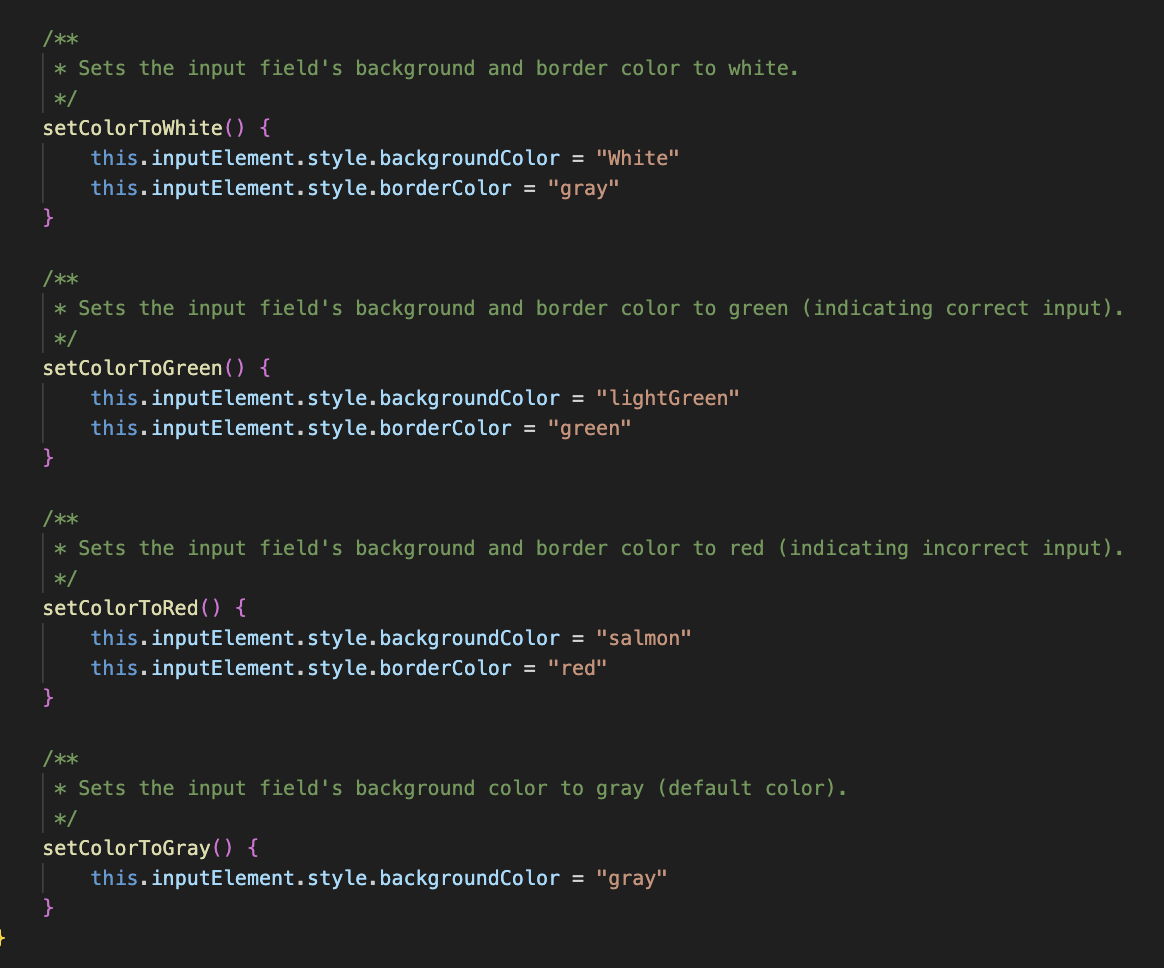 /**
 * Sets the input field's background and border color to white.
 */
setColorToWhite() {
    this.inputElement.style.backgroundColor = "White"
    this.inputElement.style.borderColor = "gray"
}

/**
 * Sets the input field's background and border color to green (indicating correct input).
 */
setColorToGreen() {
    this.inputElement.style.backgroundColor = "lightGreen"
    this.inputElement.style.borderColor = "green"
}

/**
 * Sets the input field's background and border color to red (indicating incorrect input).
 */
setColorToRed() {
    this.inputElement.style.backgroundColor = "salmon"
    this.inputElement.style.borderColor = "red"
}

/**
 * Sets the input field's background color to gray (default color).
 */
setColorToGray() {
    this.inputElement.style.backgroundColor = "gray"
}
}